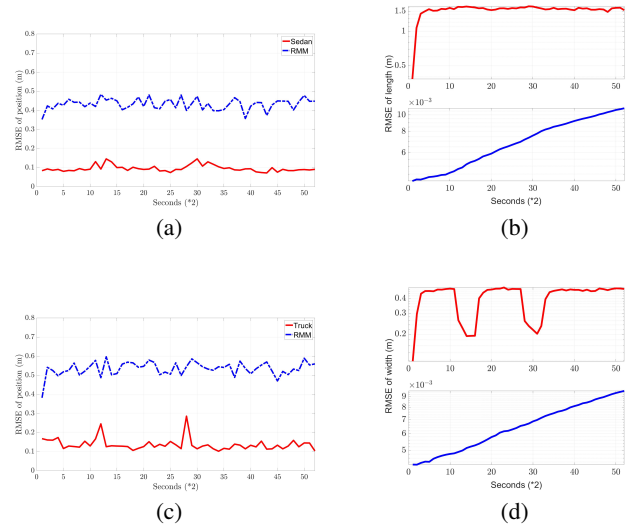 0.8
0.7
0.6
0.5
0.4
0.3
0.2
0.1
0
RMSE of position (m)
Sedan
RMM
0 5 10 15 20 25 30 35 40 45 50
Seconds (*2)
(a)
1.5
0.5
RMSE of length (m)
×10⁻³
10
6
0 10 20 30 40 50
Seconds (*2)
(b)
0.8
0.7
0.6
0.5
0.4
0.3
0.2
0.1
0
RMSE of position (m)
Truck
RMM
0 5 10 15 20 25 30 35 40 45 50
Seconds (*2)
(c)
0.4
0.3
0.2
RMSE of width (m)
×10⁻³
9
8
7
6
5
0 10 20 30 40 50
Seconds (*2)
(d)